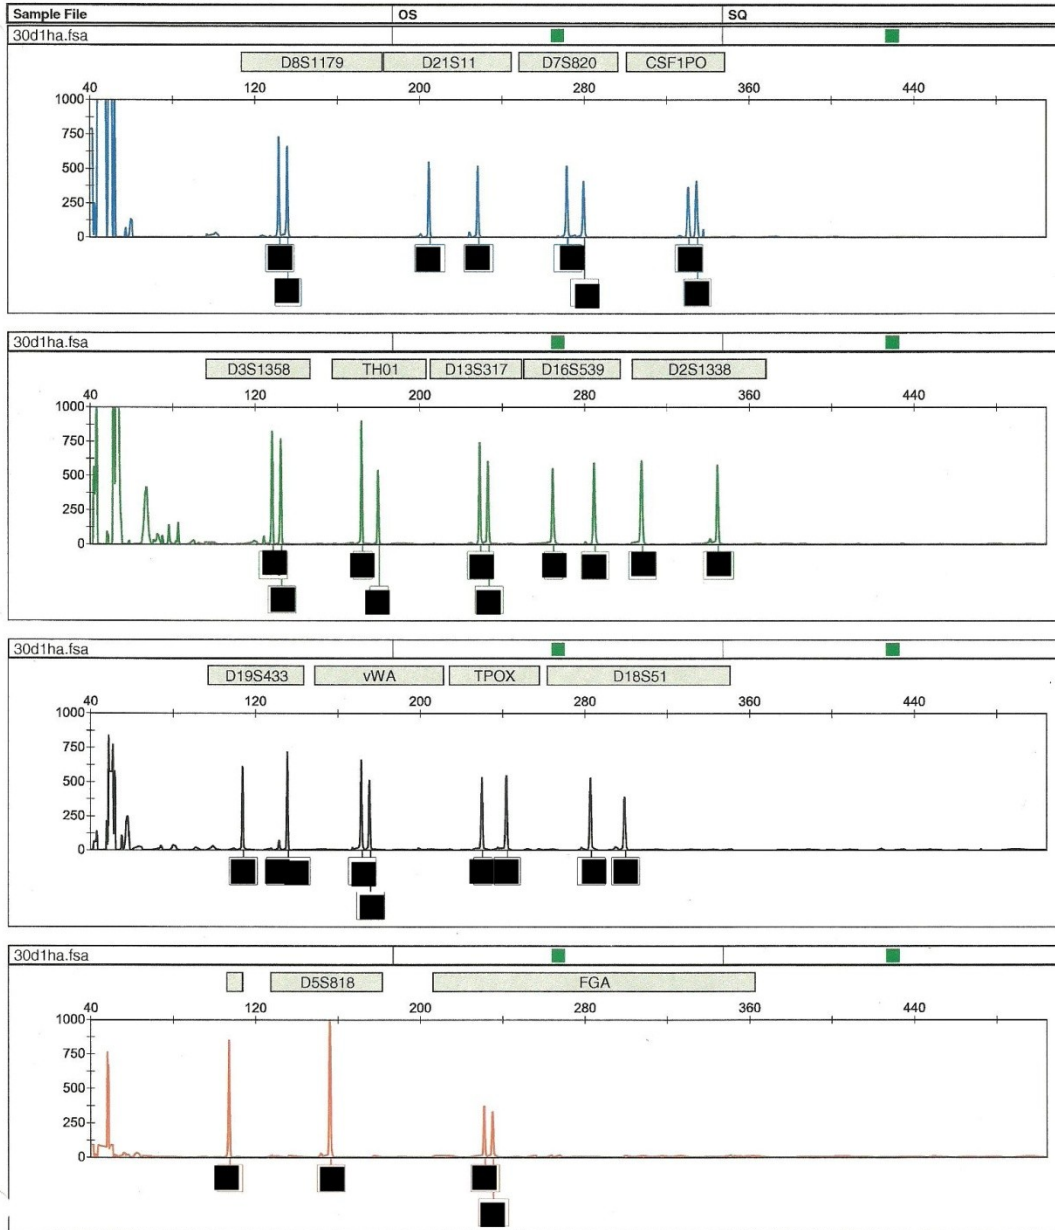 Sample File OS SQ
30d1ha.fsa
D8S1179 D21S11 D7S820 CSF1PO
40 120 200 280 360 440
1000
750
500
250
0
30d1ha.fsa
D3S1358 TH01 D13S317 D16S539 D2S1338
40 120 200 280 360 440
1000
750
500
250
0
30d1ha.fsa
D19S433 vWA TPOX D18S51
40 120 200 280 360 440
1000
750
500
250
0
30d1ha.fsa
D5S818 FGA
40 120 200 280 360 440
1000
750
500
250
0